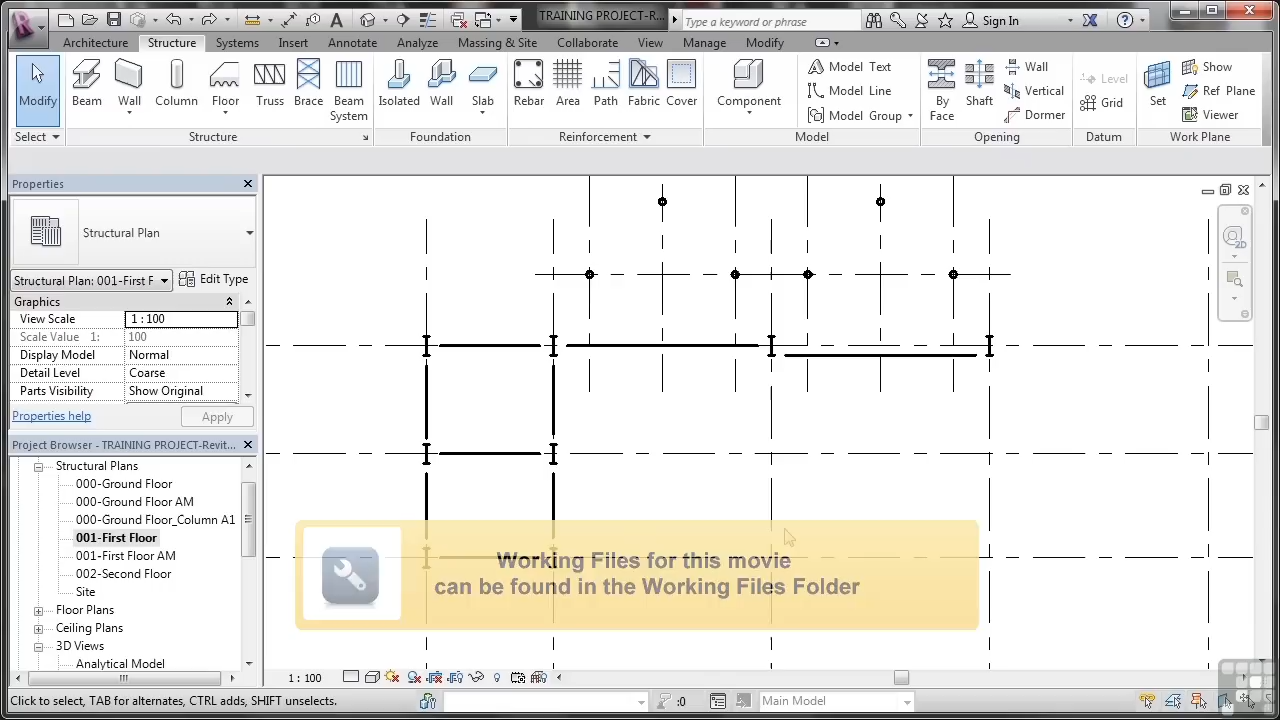 TRAINING PROJECT-R...
Type a keyword or phrase
Sign In
Architecture Structure Systems Insert Annotate Analyze Massing & Site Collaborate View Manage Modify
Modify Beam Wall Column Floor Truss Brace Beam System Isolated Wall Slab Rebar Area Path Fabric Cover Component
Model Text
Model Line
Model Group
By Face Shaft
Wall
Vertical
Dormer
Level
Grid
Set
Show
Ref Plane
Viewer
Select Structure Foundation Reinforcement Model Opening Datum Work Plane
Properties
Structural Plan
Structural Plan: 001-First F Edit Type
Graphics
View Scale 1 : 100
Scale Value 1: 100
Display Model Normal
Detail Level Coarse
Parts Visibility Show Original
Properties help Apply
Project Browser - TRAINING PROJECT-Revit...
Structural Plans
000-Ground Floor
000-Ground Floor AM
000-Ground Floor_Column A1
001-First Floor
001-First Floor AM
002-Second Floor
Site
Floor Plans
Ceiling Plans
3D Views
Analytical Model
2D
Working Files for this movie
can be found in the Working Files Folder
1 : 100
Click to select, TAB for alternates, CTRL adds, SHIFT unselects.
:0
Main Model